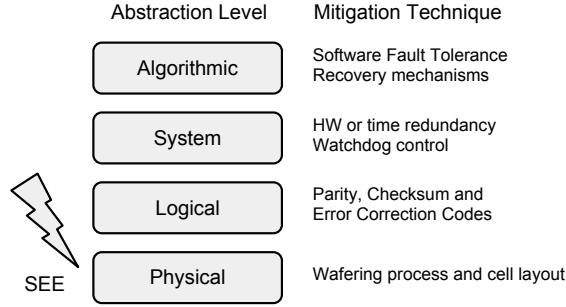 Abstraction Level Mitigation Technique
Algorithmic
Software Fault Tolerance
Recovery mechanisms
System
HW or time redundancy
Watchdog control
Logical
Parity, Checksum and
Error Correction Codes
Physical
Wafering process and cell layout
SEE